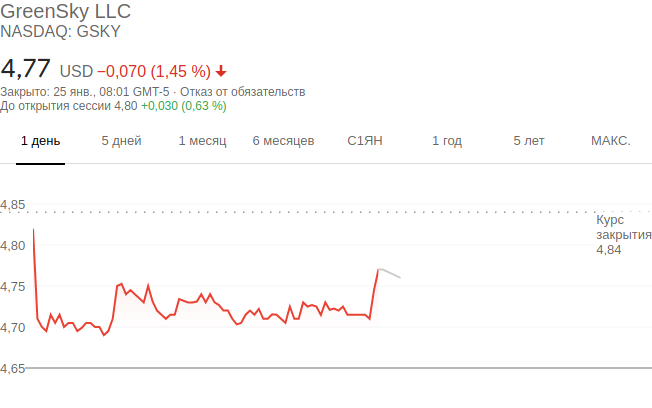 GreenSky LLC
NASDAQ: GSKY
4,77 USD −0,070 (1,45 %)
Закрыто: 25 янв., 08:01 GMT-5 · Отказ от обязательств
До открытия сессии 4,80 +0,030 (0,63 %)
1 день 5 дней 1 месяц 6 месяцев С1ЯН 1 год 5 лет МАКС.
4,85
Курс
закрытия
4,84
4,80
4,75
4,70
4,65